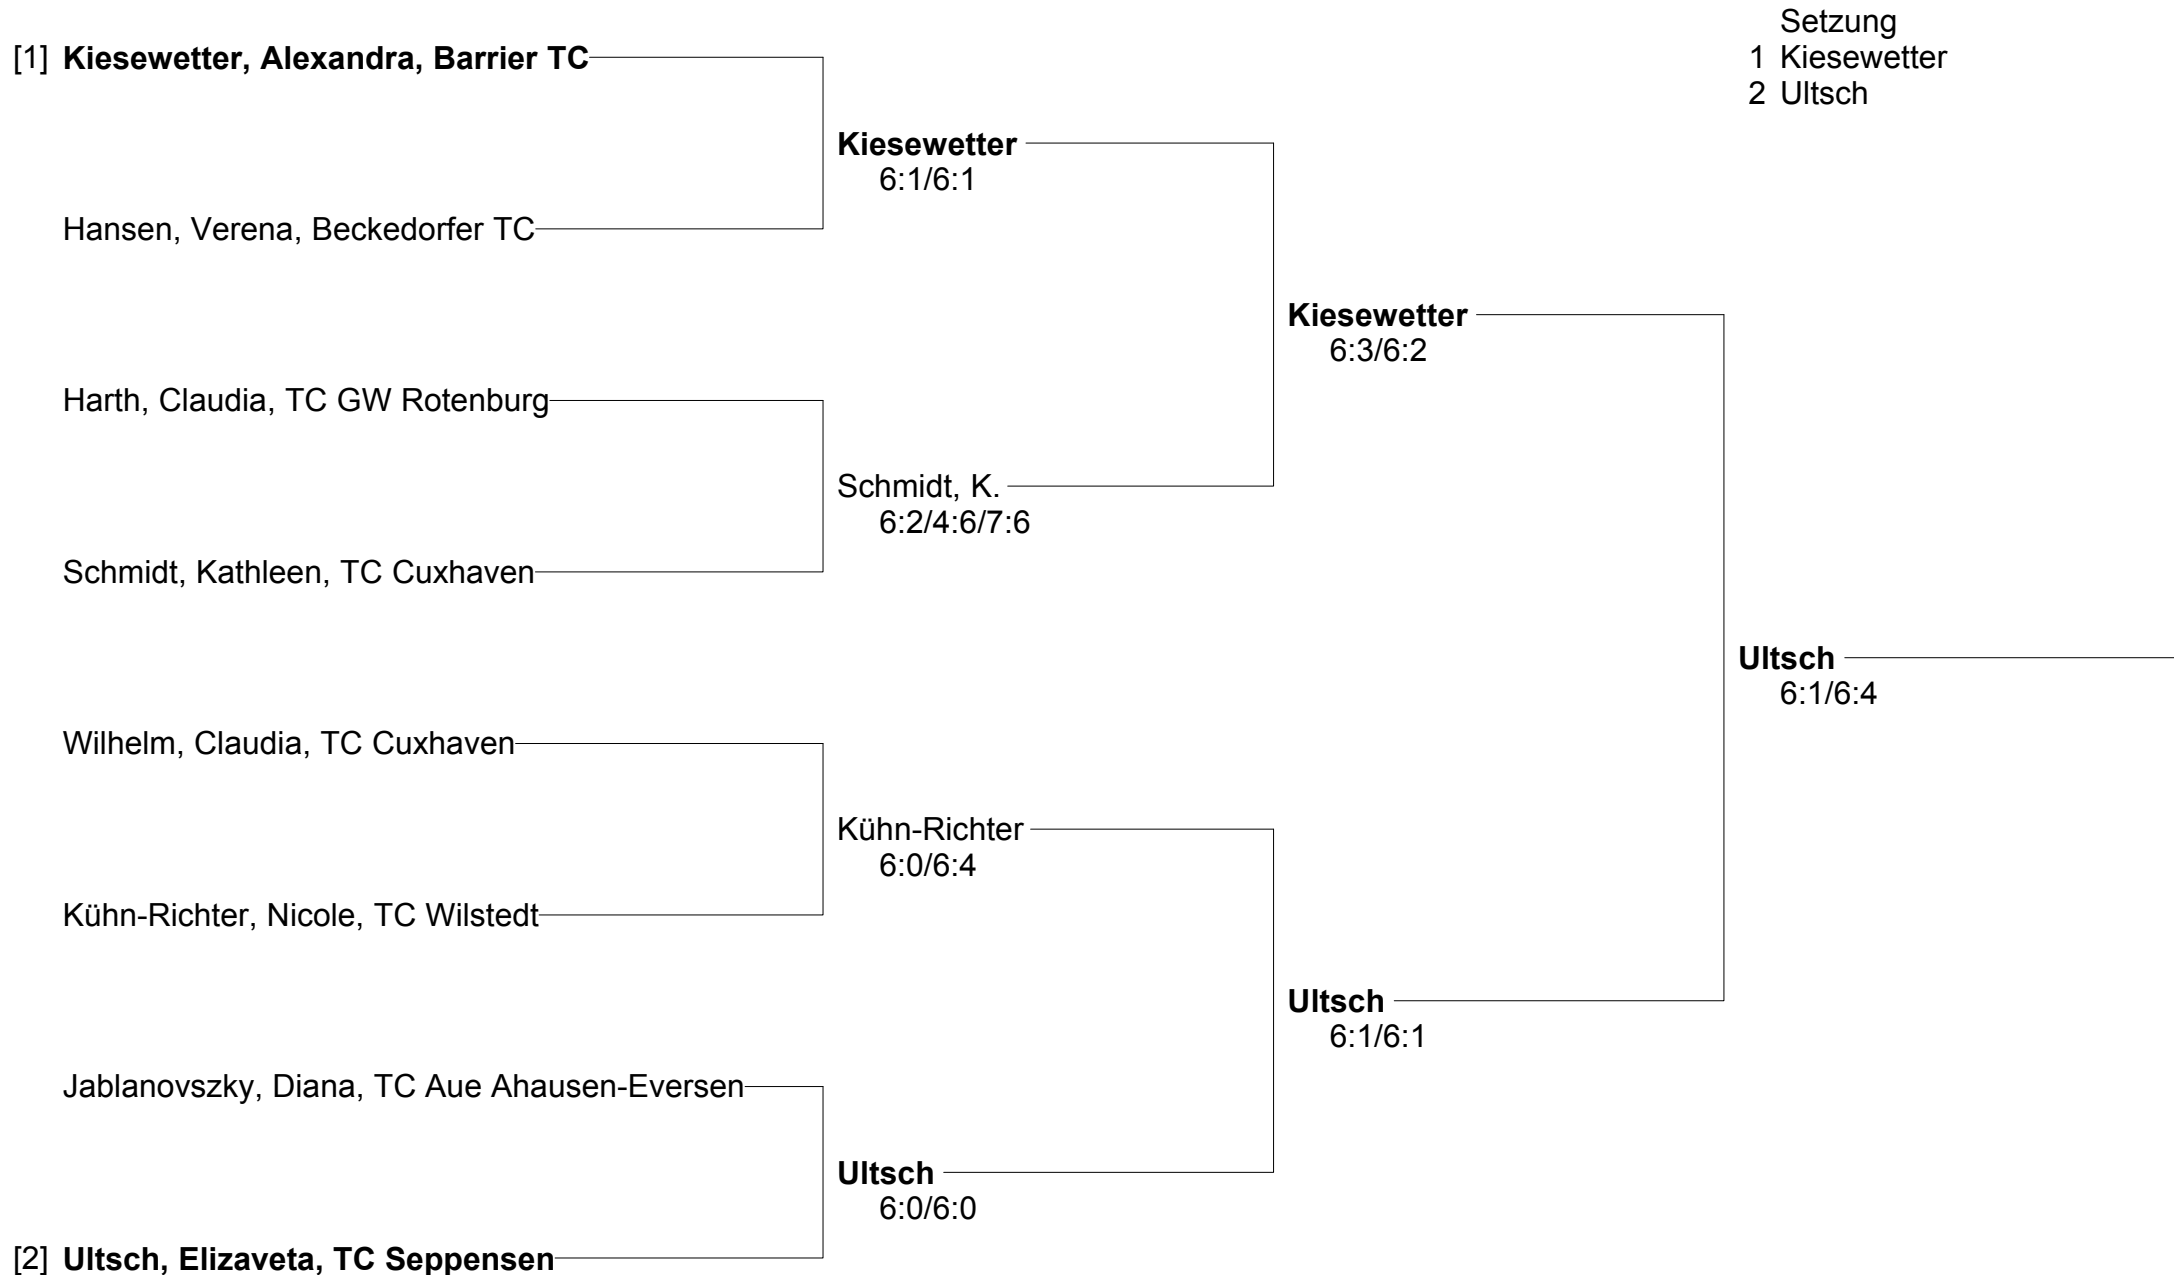 Setzung
[1] Kiesewetter, Alexandra, Barrier TC
1 Kiesewetter
2 Ultsch
Kiesewetter
6:1/6:1
Hansen, Verena, Beckedorfer TC
Kiesewetter
6:3/6:2
Harth, Claudia, TC GW Rotenburg
Schmidt, K.
6:2/4:6/7:6
Schmidt, Kathleen, TC Cuxhaven
Ultsch
6:1/6:4
Wilhelm, Claudia, TC Cuxhaven
Kühn-Richter
6:0/6:4
Kühn-Richter, Nicole, TC Wilstedt
Ultsch
6:1/6:1
Jablanovszky, Diana, TC Aue Ahausen-Eversen
Ultsch
6:0/6:0
[2] Ultsch, Elizaveta, TC Seppensen